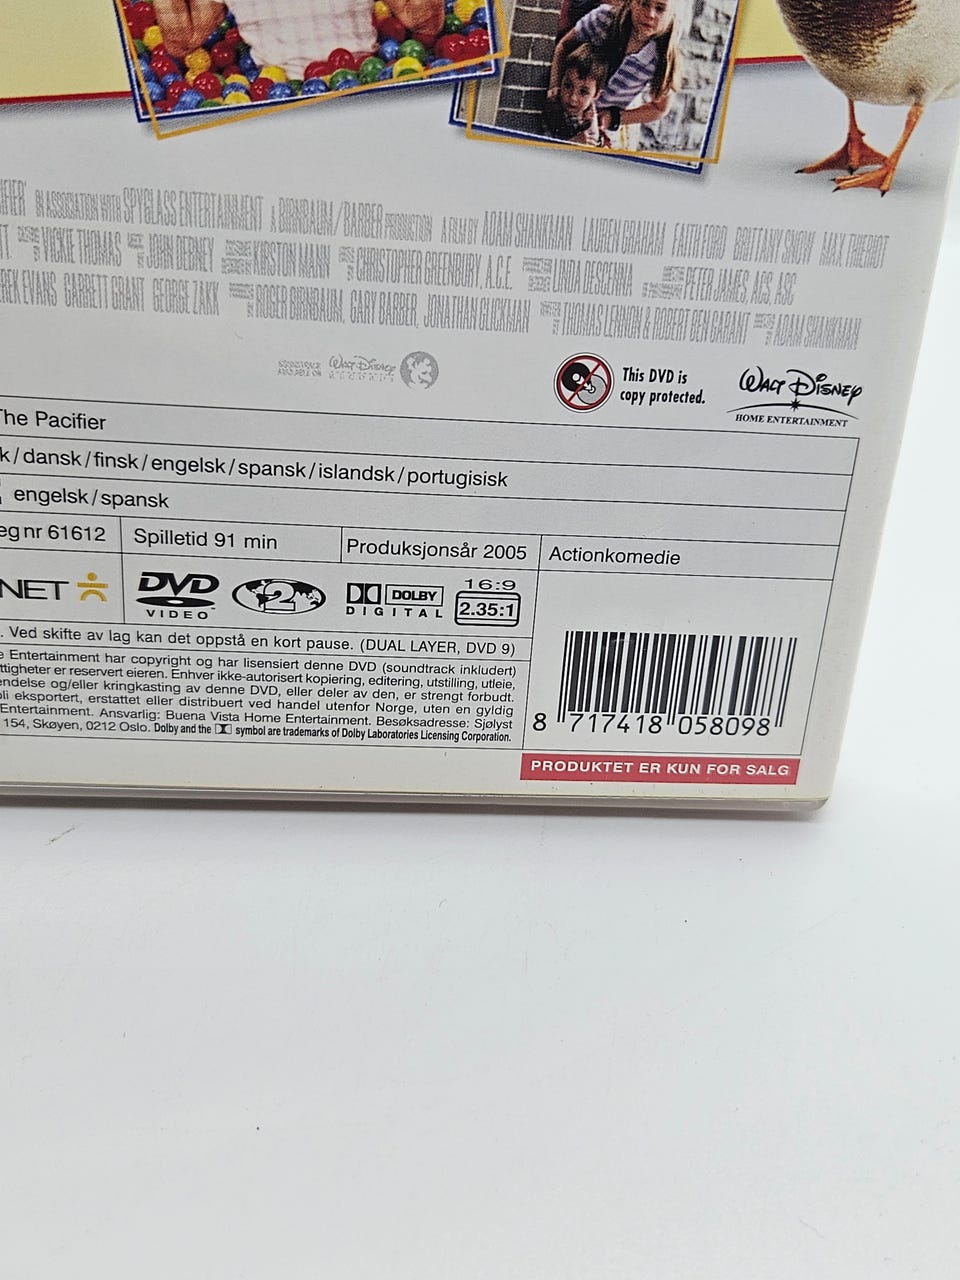 IN ASSOCIATION WITH SPYGLASS ENTERTAINMENT A BIRNBAUM/BARBER PRODUCTION A FILM BY ADAM SHANKMAN LAUREN GRAHAM FAITH FORD BRITTANY SNOW MAX THIERIOT
VICKIE THOMAS JOHN DEBNEY KIRSTON MANN CHRISTOPHER GREENBURY, A.C.E. LINDA DESCENNA PETER JAMES, ACS, ASC
EVANS GARRETT GRANT GEORGE ZAKK ROGER BIRNBAUM, GARY BARBER, JONATHAN GLICKMAN THOMAS LENNON & ROBERT BEN GARANT ADAM SHANKMAN
SOUNDTRACK
AVAILABLE ON
WALT DISNEY
RECORDS
This DVD is
copy protected.
WALT DISNEY
HOME ENTERTAINMENT
The Pacifier
k/dansk/finsk/engelsk/spansk/islandsk/portugisisk
engelsk/spansk
eg nr 61612
Spilletid 91 min
Produksjonsår 2005
Actionkomedie
NET
DVD
VIDEO
2
DOLBY
DIGITAL
16:9
2.35:1
. Ved skifte av lag kan det oppstå en kort pause. (DUAL LAYER, DVD 9)
e Entertainment har copyright og har lisensiert denne DVD (soundtrack inkludert)
ttigheter er reservert eieren. Enhver ikke-autorisert kopiering, editering, utstilling, utleie,
endelse og/eller kringkasting av denne DVD, eller deler av den, er strengt forbudt.
li eksportert, erstattet eller distribuert ved handel utenfor Norge, uten en gyldig
Entertainment. Ansvarlig: Buena Vista Home Entertainment. Besøksadresse: Sjølyst
154, Skøyen, 0212 Oslo. Dolby and the symbol are trademarks of Dolby Laboratories Licensing Corporation.
8 717418 058098
PRODUKTET ER KUN FOR SALG